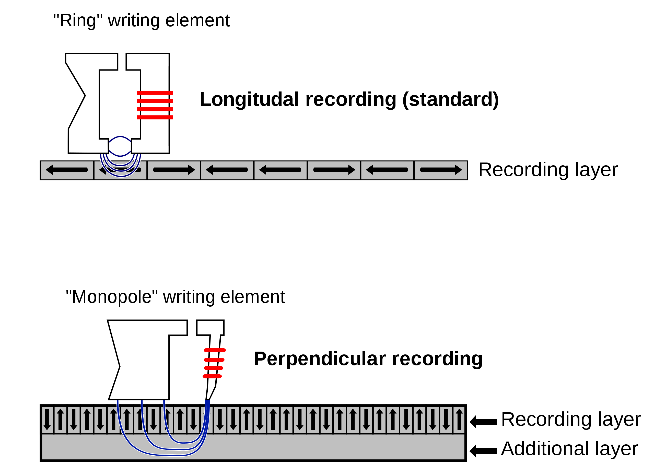 "Ring" writing element
Longitudal recording (standard)
Recording layer
"Monopole" writing element
Perpendicular recording
Recording layer
Additional layer